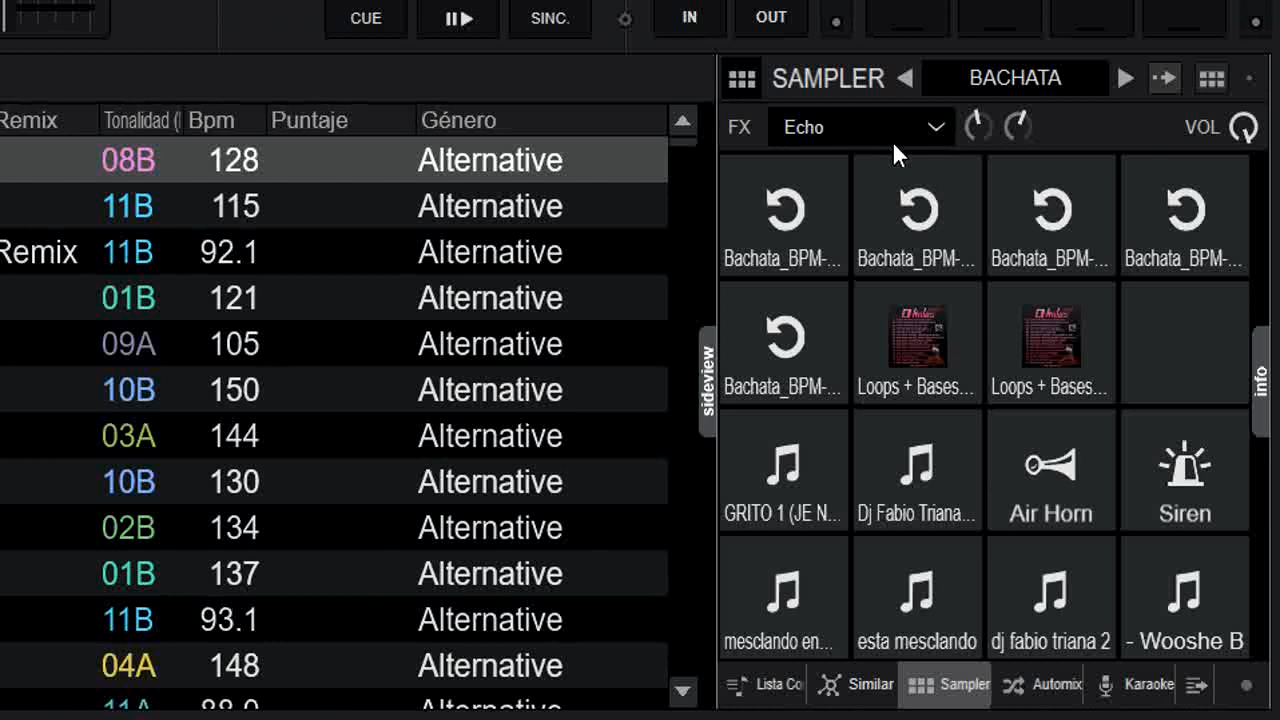 CUE
SINC.
IN
OUT
SAMPLER
BACHATA
Remix Tonalidad ( Bpm Puntaje Género
FX Echo VOL
08B 128 Alternative
11B 115 Alternative
Remix 11B 92.1 Alternative
01B 121 Alternative
09A 105 Alternative
10B 150 Alternative
03A 144 Alternative
10B 130 Alternative
02B 134 Alternative
01B 137 Alternative
11B 93.1 Alternative
04A 148 Alternative
11A 88.0 Alternative
sideview
Bachata_BPM-... Bachata_BPM-... Bachata_BPM-... Bachata_BPM-...
Bachata_BPM-... Loops + Bases... Loops + Bases...
GRITO 1 (JE N... Dj Fabio Triana... Air Horn Siren
mesclando en... esta mesclando dj fabio triana 2 - Wooshe B
info
Lista Co Similar Sampler Automix Karaoke